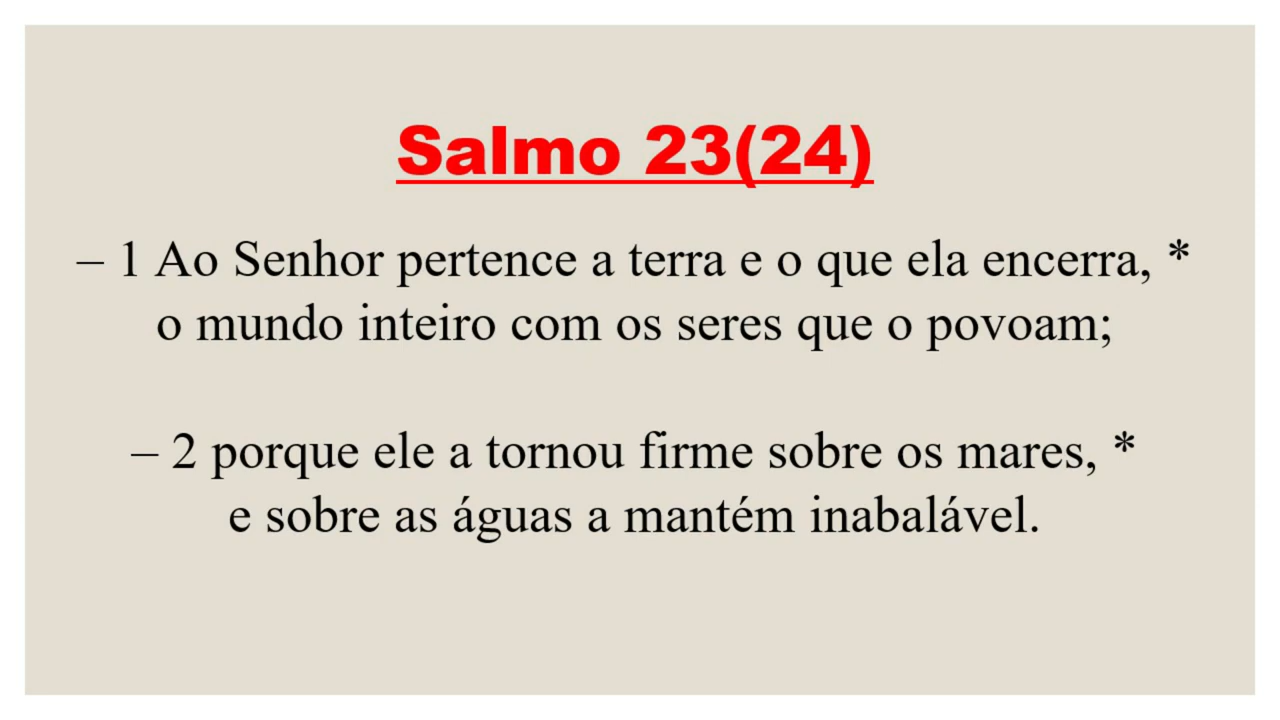 Salmo 23(24)
– 1 Ao Senhor pertence a terra e o que ela encerra, *
o mundo inteiro com os seres que o povoam;
– 2 porque ele a tornou firme sobre os mares, *
e sobre as águas a mantém inabalável.